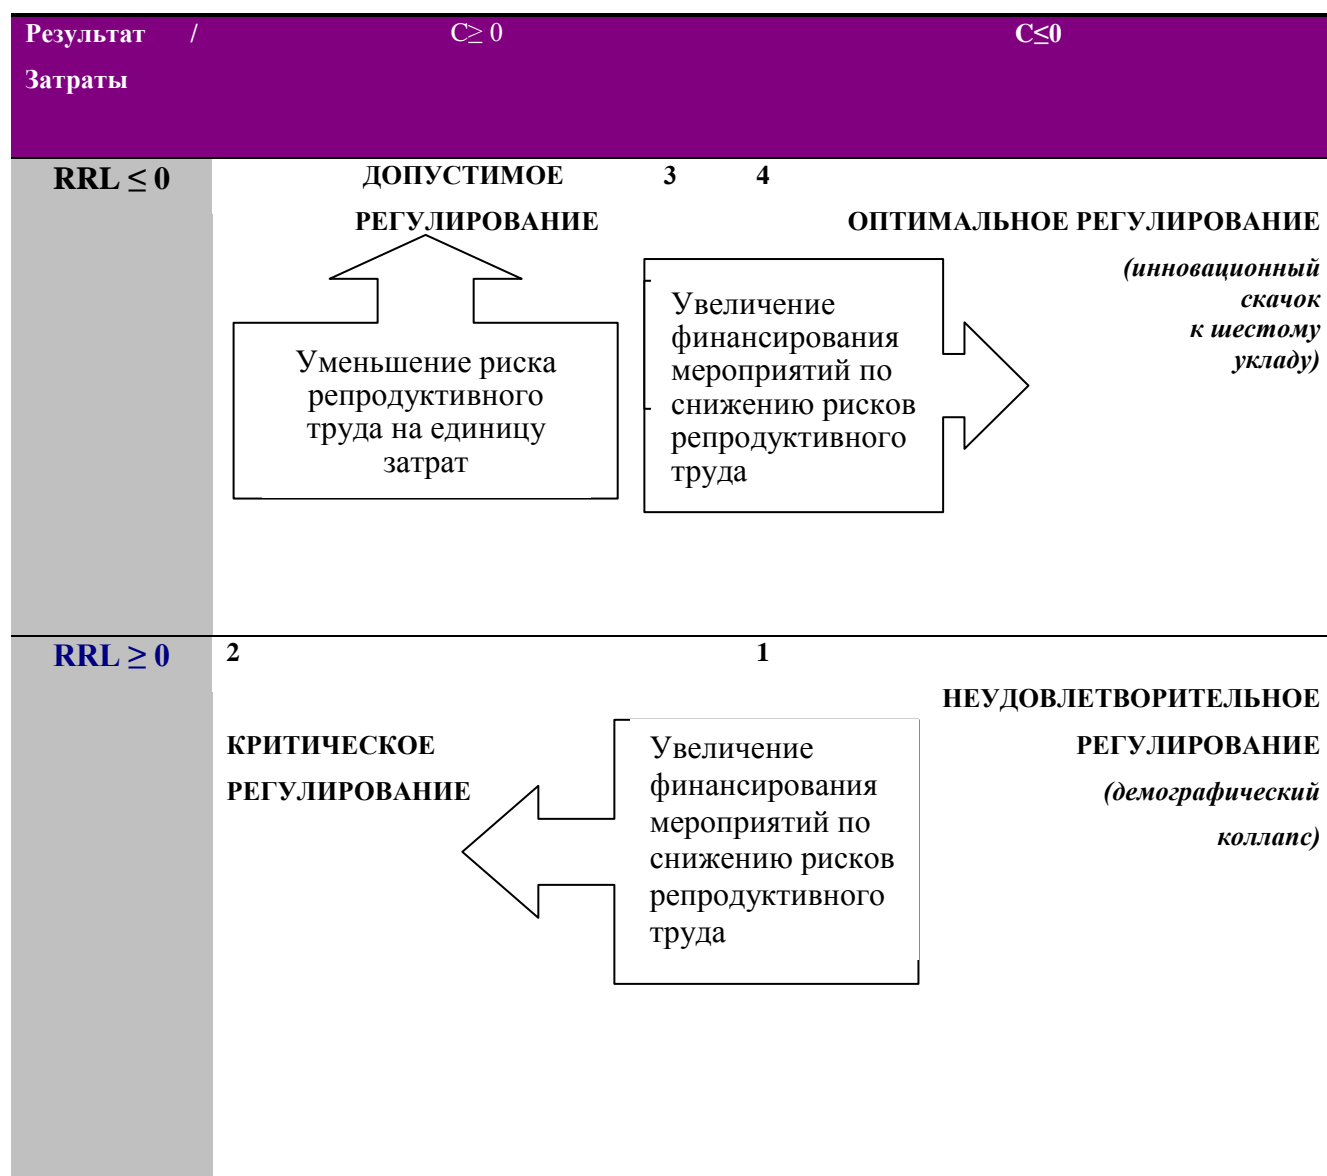 Результат /
Затраты
C≥ 0
C≤0
RRL ≤ 0
ДОПУСТИМОЕ
РЕГУЛИРОВАНИЕ
3
4
ОПТИМАЛЬНОЕ РЕГУЛИРОВАНИЕ
(инновационный
скачок
к шестому
укладу)
Уменьшение риска
репродуктивного
труда на единицу
затрат
Увеличение
финансирования
мероприятий по
снижению рисков
репродуктивного
труда
RRL ≥ 0
2
КРИТИЧЕСКОЕ
РЕГУЛИРОВАНИЕ
1
НЕУДОВЛЕТВОРИТЕЛЬНОЕ
РЕГУЛИРОВАНИЕ
(демографический
коллапс)
Увеличение
финансирования
мероприятий по
снижению рисков
репродуктивного
труда